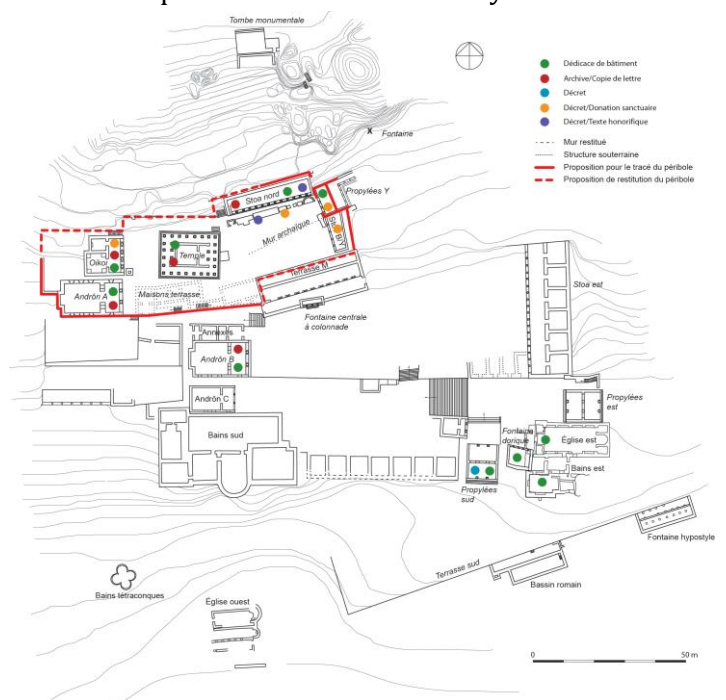 Tombe monumentale
Dédicace de bâtiment
Archive/Copie de lettre
Décret
Décret/Donation sanctuaire
Décret/Texte honorifique
Mur restitué
Structure souterraine
Proposition pour le tracé du péribole
Proposition de restitution du péribole
x Fontaine
Propylées Y
Stoa nord
Mur archaïque
Temple
Oikoi
Terrasse M
Andrôn A
Maisons terrasse
Stoa est
Fontaine centrale
à colonnade
Annexes
Andrôn B
Andrôn C
Propylées
est
Bains sud
Fontaine
dorique
Église est
Bains est
Propylées
sud
Fontaine hypostyle
Terrasse sud
Bassin romain
Bains tétraconques
Église ouest
0
50 m